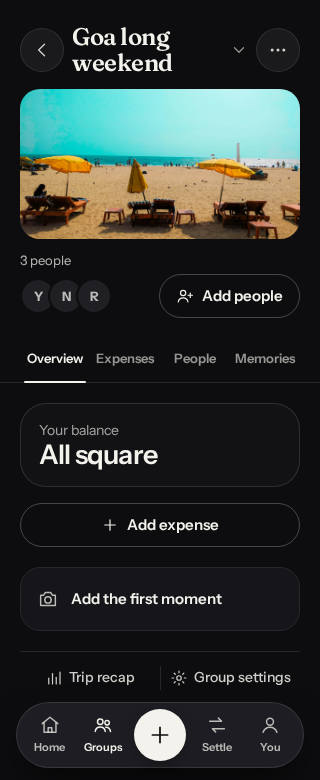 Goa long
weekend
3 people
Y N R
Add people
Overview Expenses People Memories
Your balance
All square
Add expense
Add the first moment
Trip recap Group settings
Home Groups Settle You